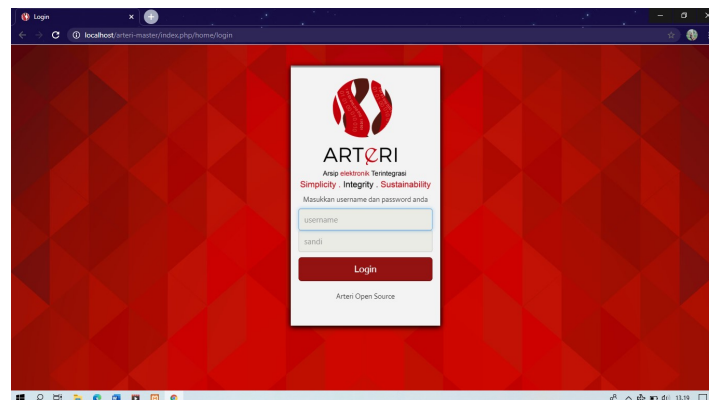 Login
localhost/arteri-master/index.php/home/login
ARTeRI
Arsip elektronik Terintegrasi
Simplicity . Integrity . Sustainability
Masukkan username dan password anda
username
sandi
Login
Arteri Open Source
13.19